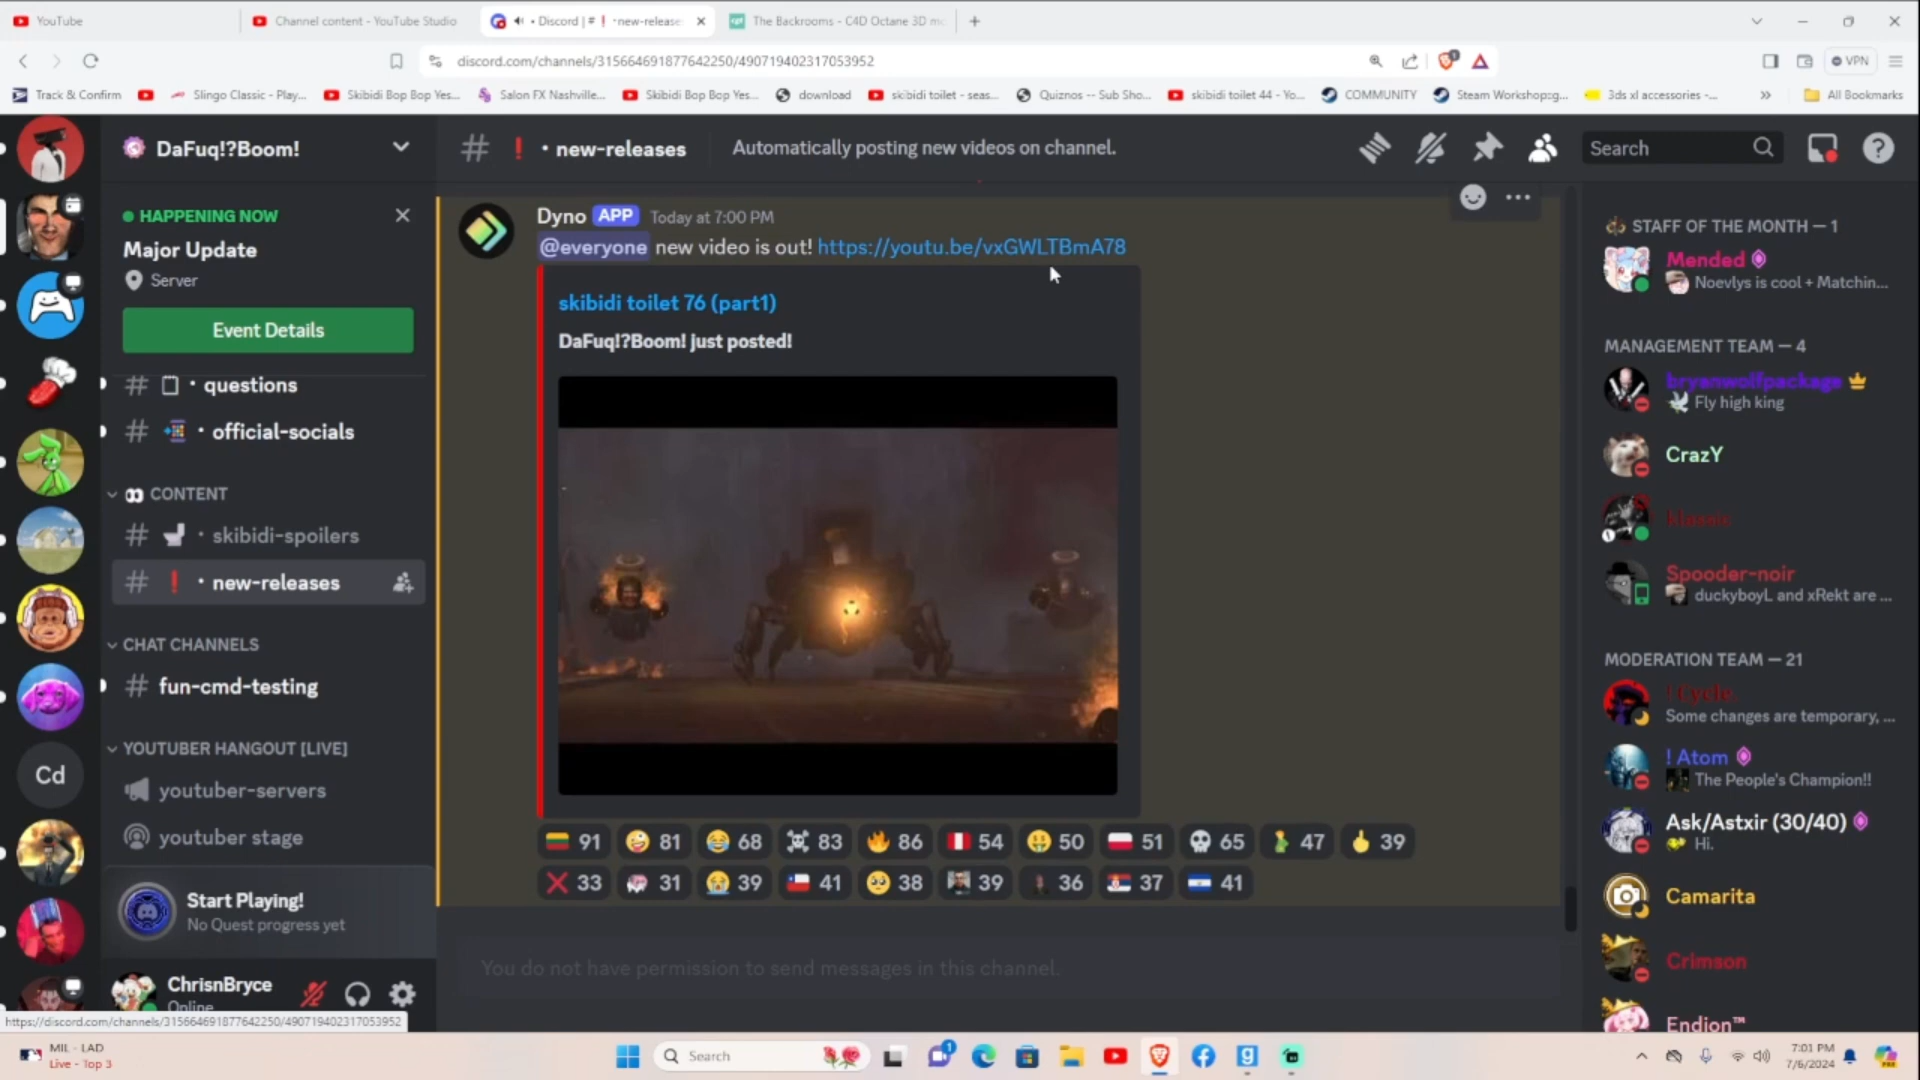 YouTube
Channel content - YouTube Studio
• Discord | # ❗ • new-release
The Backrooms - C4D Octane 3D mo
discord.com/channels/315664691877642250/490719402317053952
VPN
Track & Confirm
Slingo Classic - Play...
Skibidi Bop Bop Yes...
Salon FX Nashville...
Skibidi Bop Bop Yes...
download
skibidi toilet - seas...
Quiznos -- Sub Sho...
skibidi toilet 44 - Yo...
COMMUNITY
Steam Workshop:g...
3ds xl accessories -...
All Bookmarks
DaFuq!?Boom!
# ❗ • new-releases
Automatically posting new videos on channel.
Search
HAPPENING NOW
Major Update
Server
Event Details
# • questions
# • official-socials
CONTENT
# 🚽 • skibidi-spoilers
# ❗ • new-releases
CHAT CHANNELS
# fun-cmd-testing
YOUTUBER HANGOUT [LIVE]
youtuber-servers
youtuber stage
Cd
Start Playing!
No Quest progress yet
ChrisnBryce
Online
https://discord.com/channels/315664691877642250/490719402317053952
Dyno APP Today at 7:00 PM
@everyone new video is out! https://youtu.be/vxGWLTBmA78
skibidi toilet 76 (part1)
DaFuq!?Boom! just posted!
91 81 68 83 86 54 50 51 65 47 39
33 31 39 41 38 39 36 37 41
You do not have permission to send messages in this channel.
STAFF OF THE MONTH — 1
Mended
Noevlys is cool + Matchin...
MANAGEMENT TEAM — 4
bryanwolfpackage
Fly high king
CrazY
klassic
Spooder-noir
duckyboyL and xRekt are ...
MODERATION TEAM — 21
! Cycle
Some changes are temporary, ...
! Atom
The People's Champion!!
Ask/Astxir (30/40)
Hi.
Camarita
Crimson
Endion™
MIL - LAD
Live - Top 3
Search
1
7:01 PM
7/6/2024